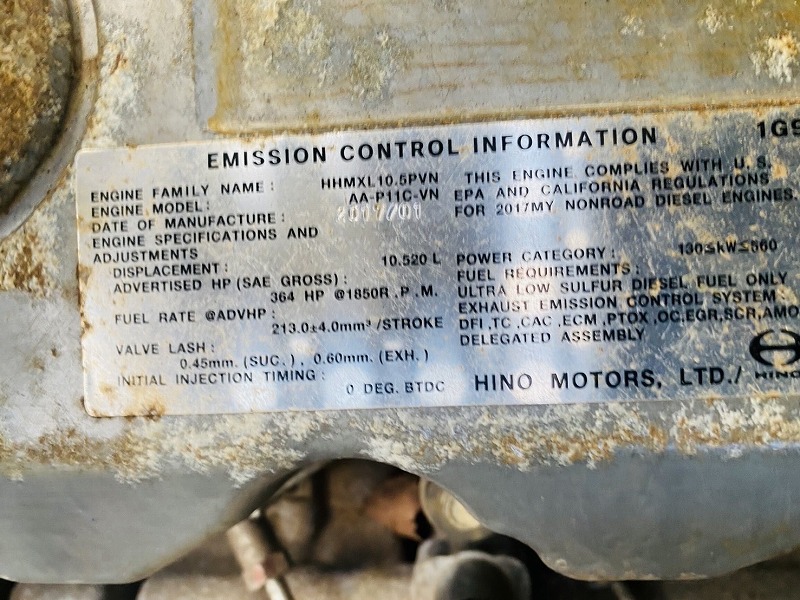 EMISSION CONTROL INFORMATION
ENGINE FAMILY NAME : HHMXL10.5PVN
ENGINE MODEL : AA-P11C-VN
DATE OF MANUFACTURE : 2017/01
ENGINE SPECIFICATIONS AND
ADJUSTMENTS
DISPLACEMENT : 10.520 L
ADVERTISED HP (SAE GROSS) :
364 HP @1850R.P.M.
FUEL RATE @ADVHP :
213.0±4.0mm³/STROKE
VALVE LASH :
0.45mm. (SUC.) , 0.60mm. (EXH.)
INITIAL INJECTION TIMING :
0 DEG. BTDC
1GS
THIS ENGINE COMPLIES WITH U.S.
EPA AND CALIFORNIA REGULATIONS
FOR 2017MY NONROAD DIESEL ENGINES.
POWER CATEGORY : 130≤kW≤560
FUEL REQUIREMENTS :
ULTRA LOW SULFUR DIESEL FUEL ONLY
EXHAUST EMISSION CONTROL SYSTEM :
DFI,TC,CAC,ECM,PTOX,OC,EGR,SCR,AMO
DELEGATED ASSEMBLY
HINO MOTORS, LTD./
HINO